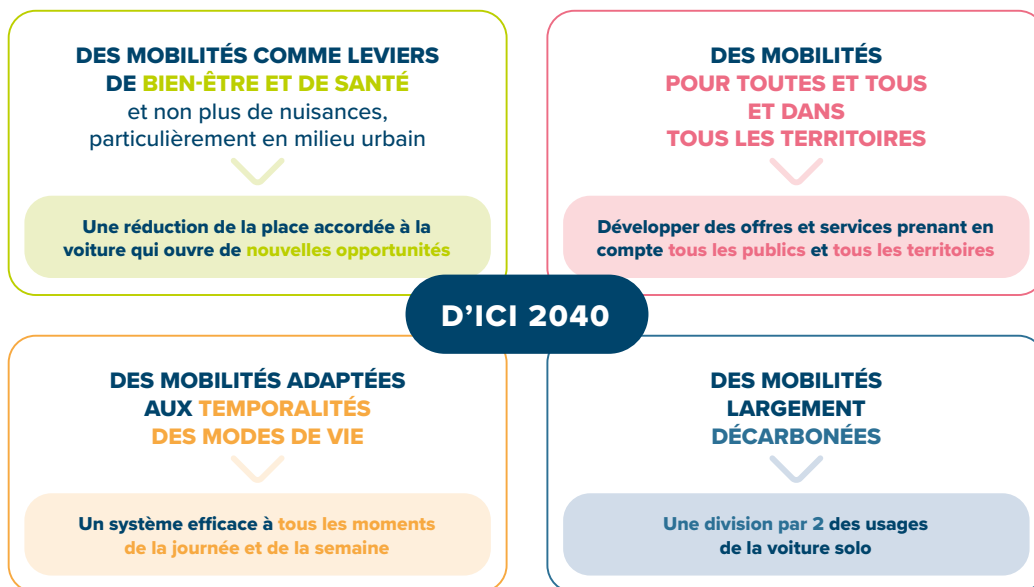 DES MOBILITÉS COMME LEVIERS
DE BIEN-ÊTRE ET DE SANTÉ
et non plus de nuisances,
particulièrement en milieu urbain
Une réduction de la place accordée à la
voiture qui ouvre de nouvelles opportunités
DES MOBILITÉS
POUR TOUTES ET TOUS
ET DANS
TOUS LES TERRITOIRES
Développer des offres et services prenant en
compte tous les publics et tous les territoires
D'ICI 2040
DES MOBILITÉS ADAPTÉES
AUX TEMPORALITÉS
DES MODES DE VIE
Un système efficace à tous les moments
de la journée et de la semaine
DES MOBILITÉS
LARGEMENT
DÉCARBONÉES
Une division par 2 des usages
de la voiture solo